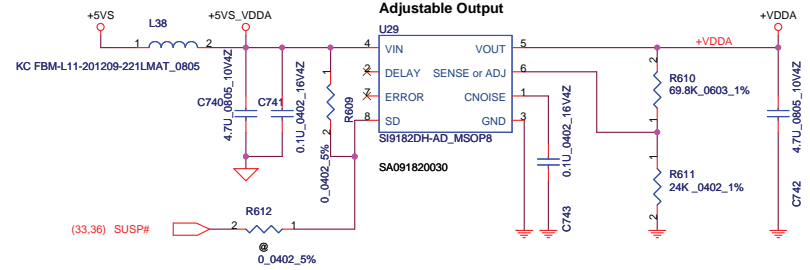 Adjustable Output
+5VS
L38
+5VS_VDDA
U29
+VDDA
+VDDA
1
2
4
VIN
VOUT
5
KC FBM-L11-201209-221LMAT_0805
2
DELAY
SENSE or ADJ
6
7
ERROR
CNOISE
1
8
SD
GND
3
SI9182DH-AD_MSOP8
SA091820030
C740
4.7U_0805_10V4Z
C741
0.1U_0402_16V4Z
1
R609
2
0_0402_5%
0.1U_0402_16V4Z
C743
2
R610
69.8K_0603_1%
1
1
R611
24K _0402_1%
2
4.7U_0805_10V4Z
C742
(33,36) SUSP#
2
R612
1
@
0_0402_5%